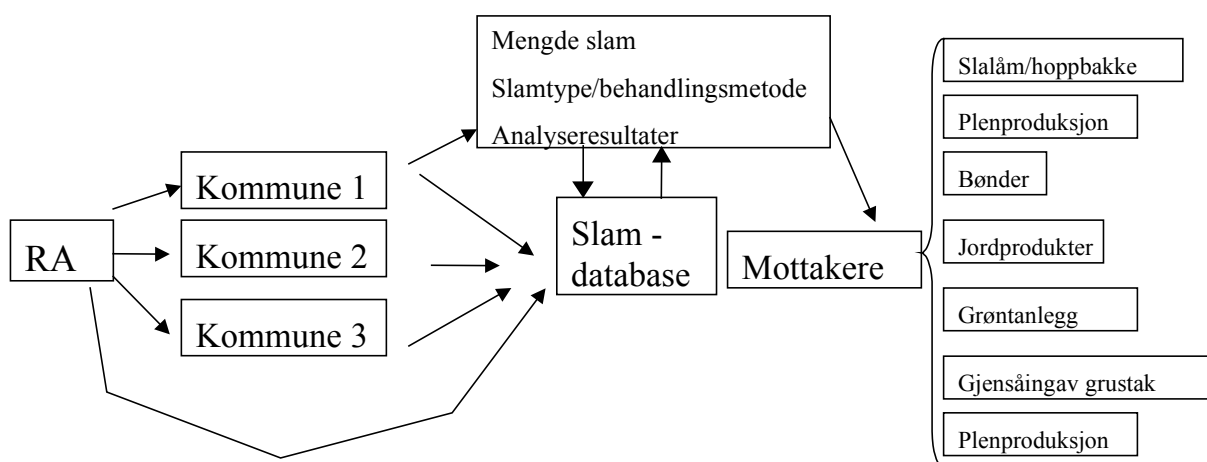 RA
Kommune 1
Kommune 2
Kommune 3
Mengde slam
Slamtype/behandlingsmetode
Analyseresultater
Slam -
database
Mottakere
Slalåm/hoppbakke
Plenproduksjon
Bønder
Jordprodukter
Grøntanlegg
Gjensåingav grustak
Plenproduksjon